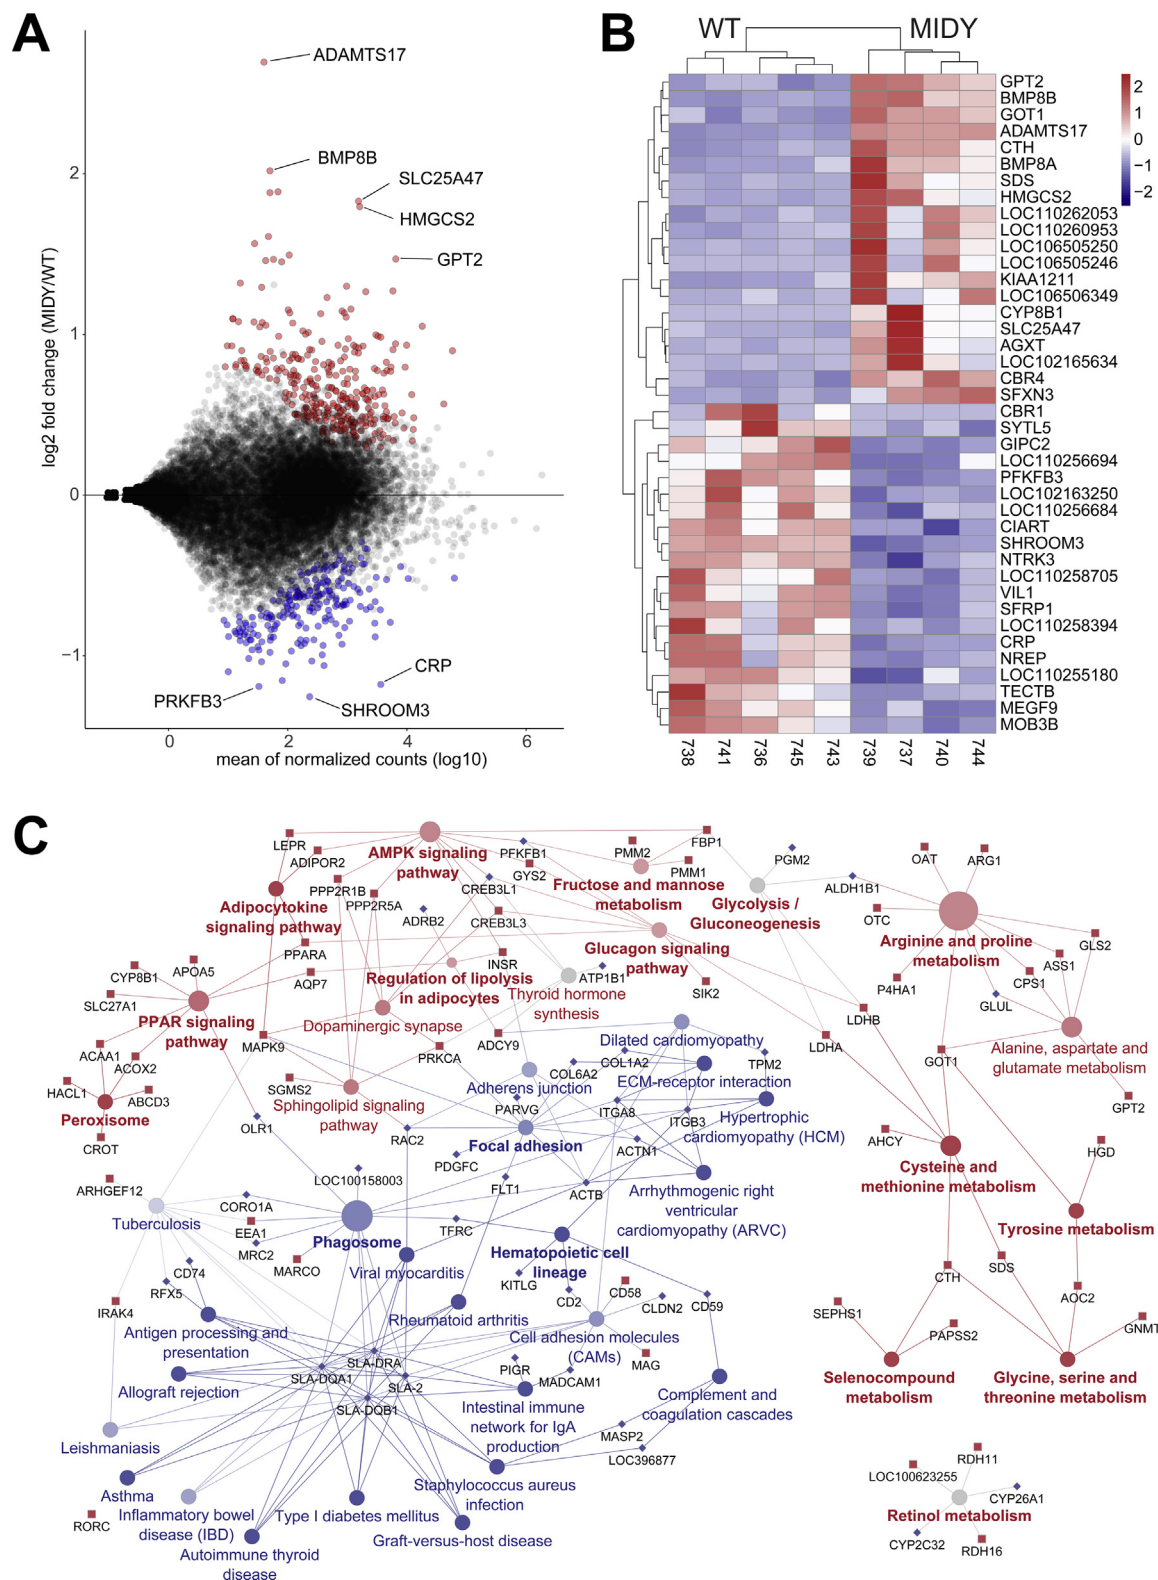 A
ADAMTS17
BMP8B
SLC25A47
HMGCS2
GPT2
CRP
PRKFB3
SHROOM3
2
1
0
−1
log2 fold change (MIDY/WT)
0
2
4
6
mean of normalized counts (log10)
B
WT
MIDY
GPT2
BMP8B
GOT1
ADAMTS17
CTH
BMP8A
SDS
HMGCS2
LOC110262053
LOC110260953
LOC106505250
LOC106505246
KIAA1211
LOC106506349
CYP8B1
SLC25A47
AGXT
LOC102165634
CBR4
SFXN3
CBR1
SYTL5
GIPC2
LOC110256694
PFKFB3
LOC102163250
LOC110256684
CIART
SHROOM3
NTRK3
LOC110258705
VIL1
SFRP1
LOC110258394
CRP
NREP
LOC110255180
TECTB
MEGF9
MOB3B
2
1
0
−1
−2
738
741
736
745
743
739
737
740
744
C
LEPR
ADIPOR2
AMPK signaling
pathway
PFKFB1
GYS2
PMM2
FBP1
PMM1
PGM2
OAT
ARG1
PPP2R1B
PPP2R5A
CREB3L1
Fructose and mannose
metabolism
Glycolysis /
Gluconeogenesis
ALDH1B1
OTC
Adipocytokine
signaling pathway
ADRB2
CREB3L3
Glucagon signaling
pathway
Arginine and proline
metabolism
GLS2
PPARA
INSR
ASS1
CYP8B1
APOA5
AQP7
Regulation of lipolysis
in adipocytes
ATP1B1
SIK2
P4HA1
CPS1
SLC27A1
Thyroid hormone
synthesis
GLUL
PPAR signaling
pathway
Dopaminergic synapse
LDHB
MAPK9
PRKCA
ADCY9
Dilated cardiomyopathy
LDHA
GOT1
Alanine, aspartate and
glutamate metabolism
ACAA1
ACOX2
COL6A2
COL1A2
TPM2
HACL1
ABCD3
SGMS2
Adherens junction
ECM-receptor interaction
GPT2
Peroxisome
Sphingolipid signaling
pathway
PARVG
ITGA8
ITGB3
Hypertrophic
cardiomyopathy (HCM)
CROT
OLR1
RAC2
Focal adhesion
ACTN1
AHCY
HGD
PDGFC
Cysteine and
methionine metabolism
ARHGEF12
LOC100158003
FLT1
ACTB
Arrhythmogenic right
ventricular
cardiomyopathy (ARVC)
Tuberculosis
CORO1A
EEA1
MRC2
Phagosome
TFRC
Tyrosine metabolism
MARCO
Viral myocarditis
Hematopoietic cell
lineage
CD74
RFX5
KITLG
CD2
CD58
CLDN2
CD59
CTH
SDS
AOC2
IRAK4
Rheumatoid arthritis
SEPHS1
PAPSS2
GNMT
Antigen processing and
presentation
Cell adhesion molecules
(CAMs)
SLA-DRA
SLA-DQA1
SLA-2
SLA-DQB1
PIGR
MADCAM1
MAG
Selenocompound
metabolism
Glycine, serine and
threonine metabolism
Allograft rejection
Intestinal immune
network for IgA
production
Complement and
coagulation cascades
Leishmaniasis
MASP2
LOC396877
RDH11
LOC100623255
Asthma
Staphylococcus aureus
infection
CYP26A1
RORC
Inflammatory bowel
disease (IBD)
Type I diabetes mellitus
Retinol metabolism
Graft-versus-host disease
CYP2C32
RDH16
Autoimmune thyroid
disease